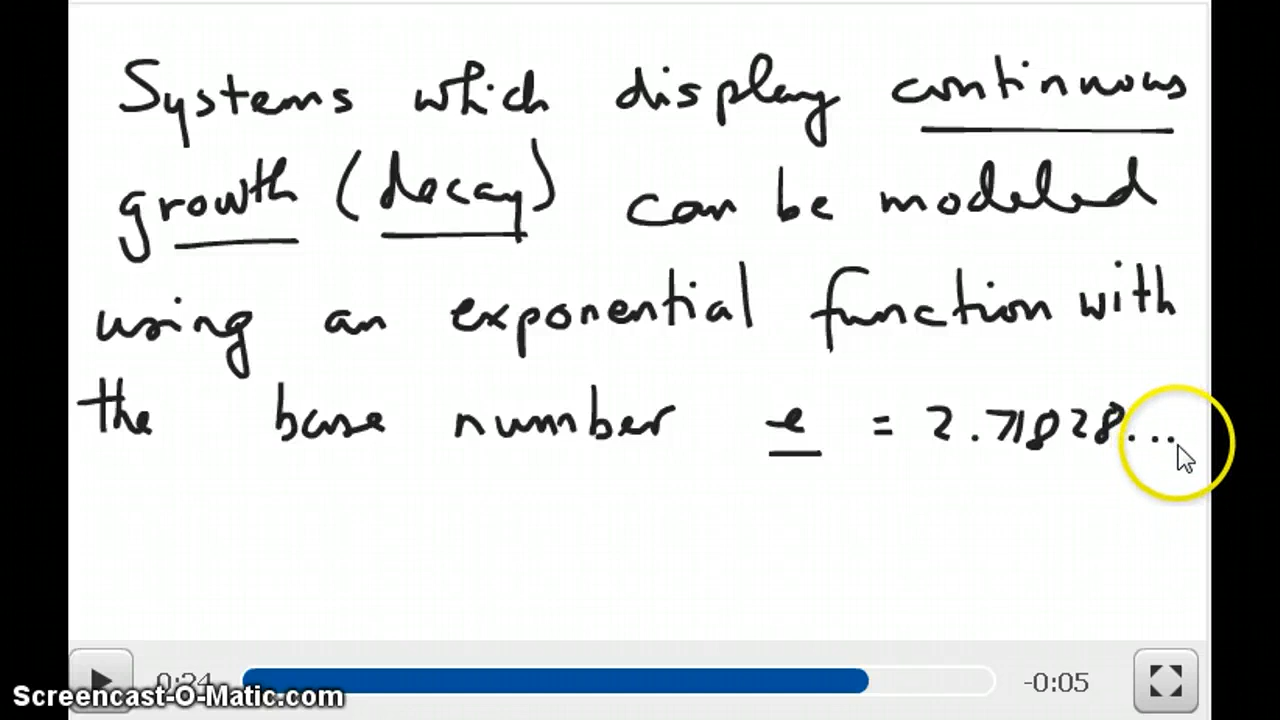 Systems which display continuous
growth (decay) can be modeled
using an exponential function with
the base number e = 2.71828...
0:24 -0:05
Screencast-O-Matic.com